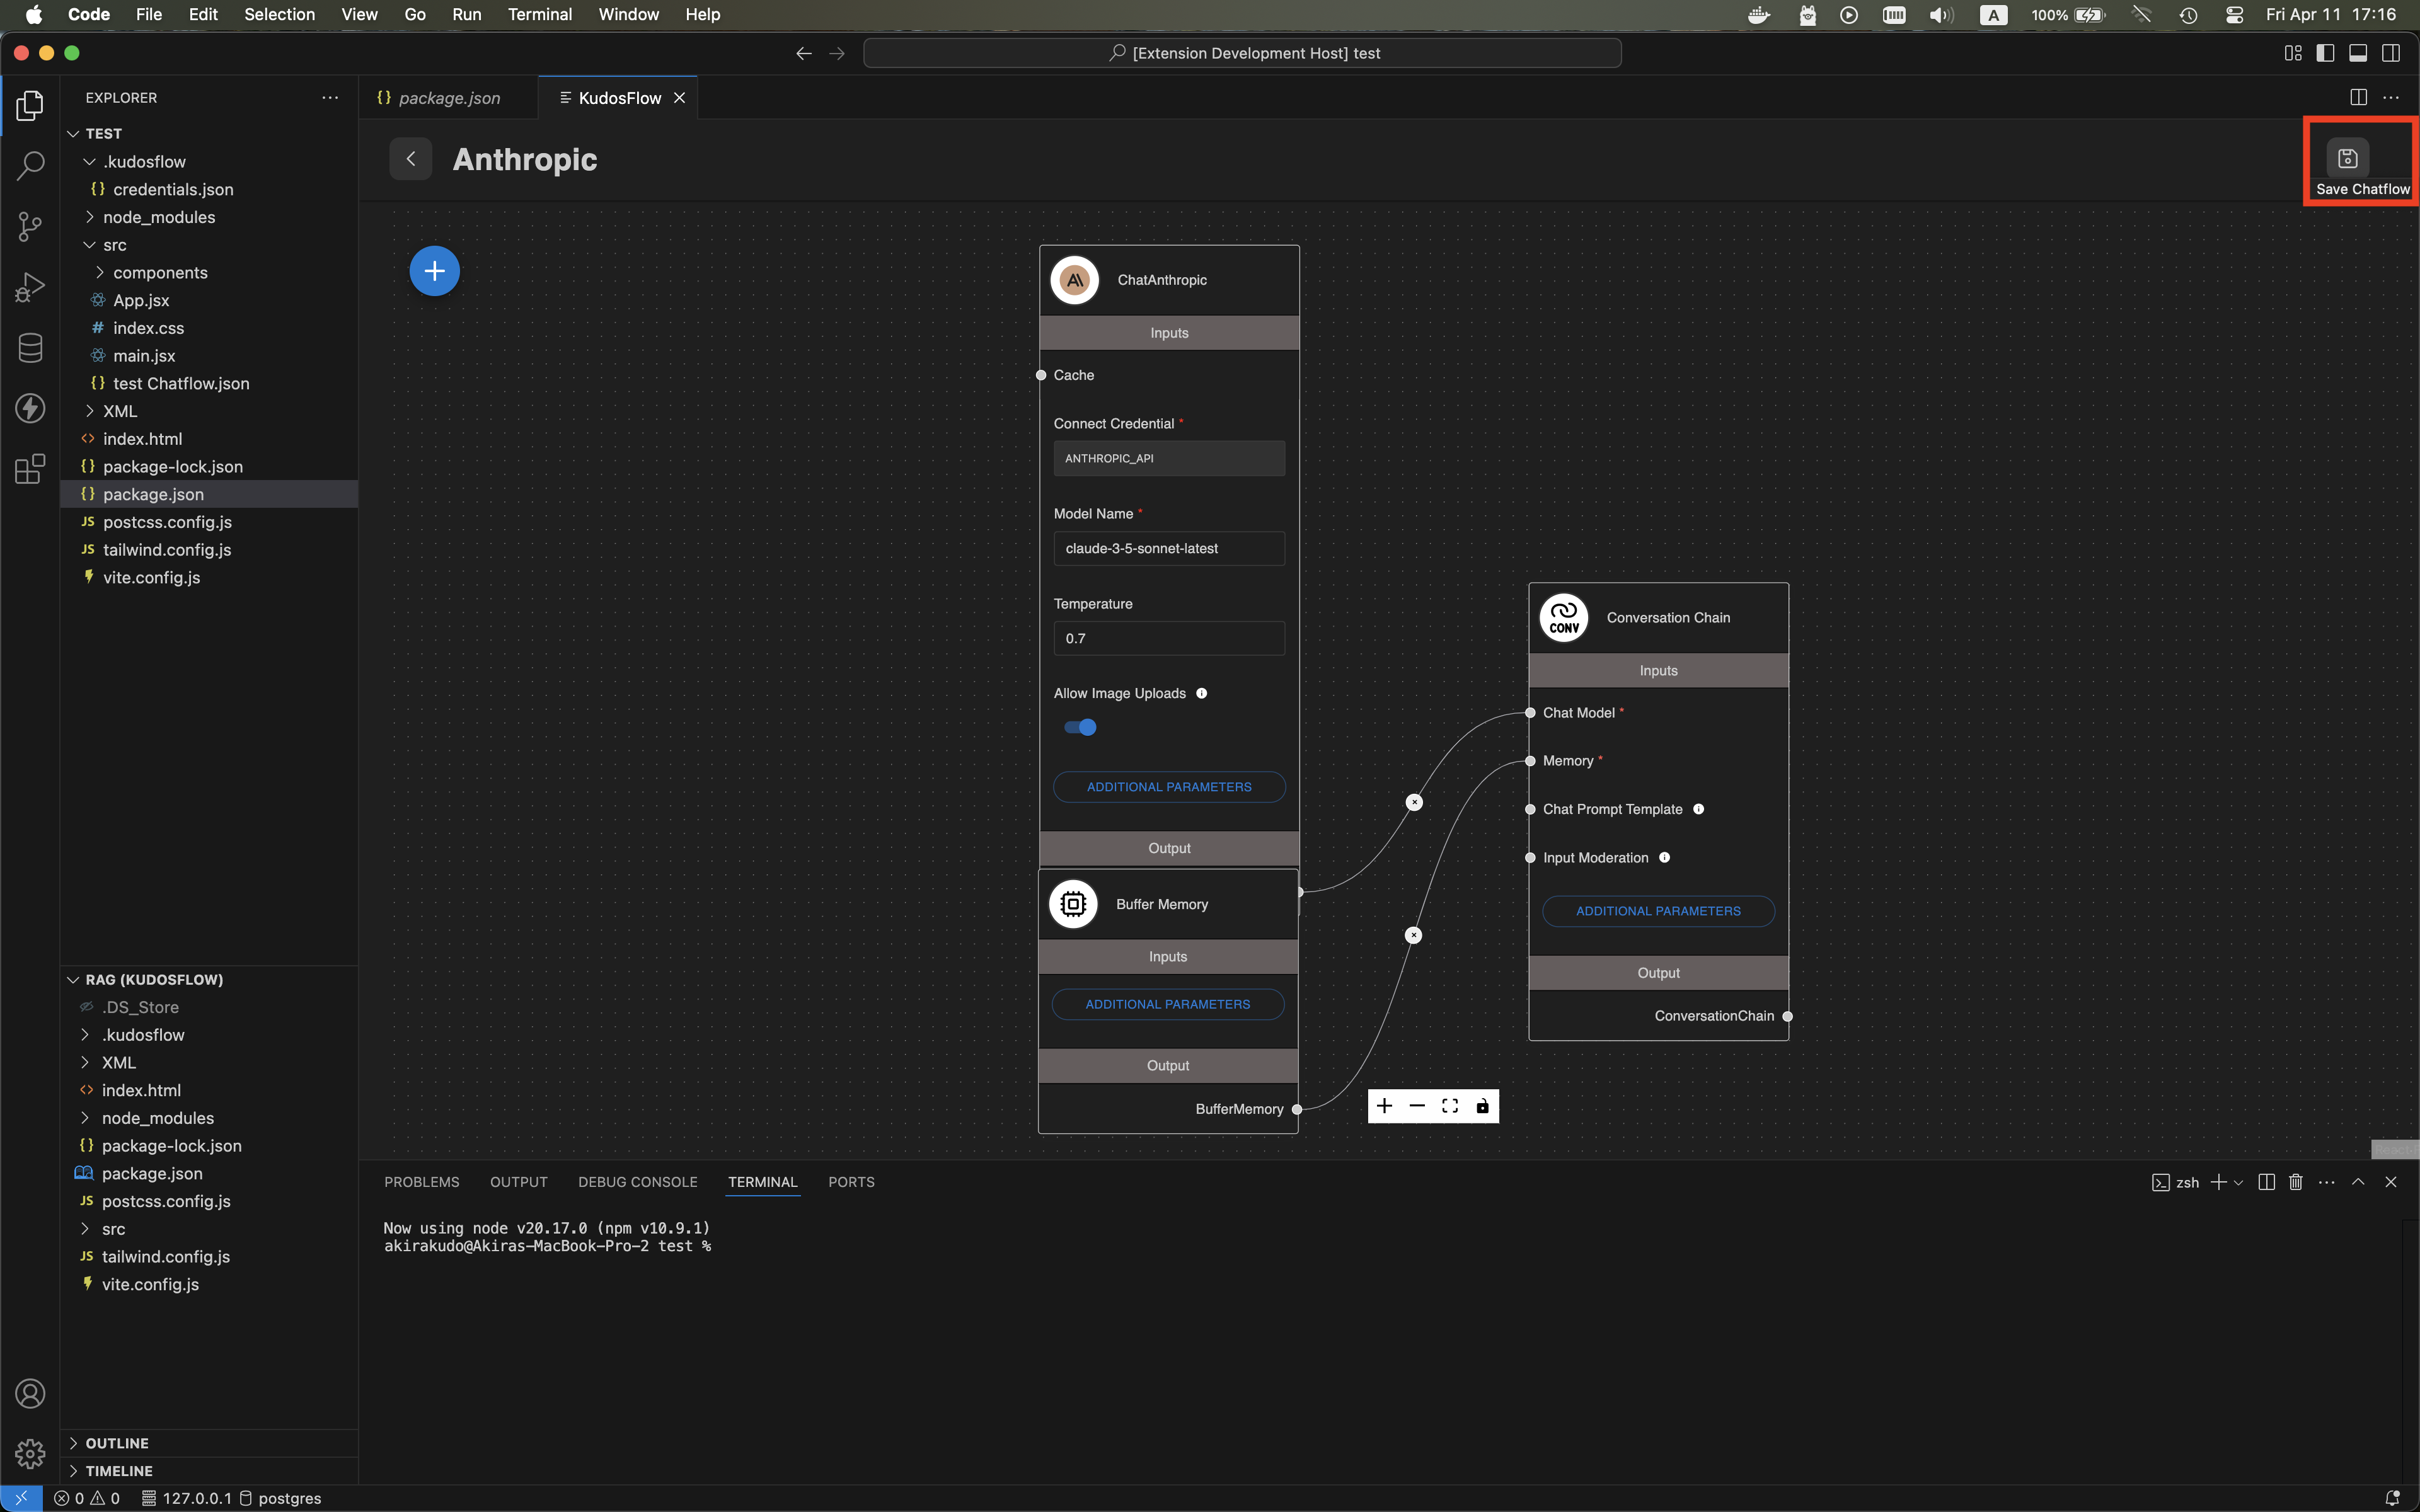 Code File Edit Selection View Go Run Terminal Window Help A 100% Fri Apr 11 17:16
[Extension Development Host] test
EXPLORER
TEST
.kudosflow
{} credentials.json
node_modules
src
components
App.jsx
# index.css
main.jsx
{} test Chatflow.json
XML
<> index.html
{} package-lock.json
{} package.json
JS postcss.config.js
JS tailwind.config.js
vite.config.js
RAG (KUDOSFLOW)
.DS_Store
.kudosflow
XML
<> index.html
node_modules
{} package-lock.json
package.json
JS postcss.config.js
src
JS tailwind.config.js
vite.config.js
OUTLINE
TIMELINE
{} package.json
KudosFlow
Anthropic
Save Chatflow
ChatAnthropic
Inputs
Cache
Connect Credential *
ANTHROPIC_API
Model Name *
claude-3-5-sonnet-latest
Temperature
0.7
Allow Image Uploads
ADDITIONAL PARAMETERS
Output
Buffer Memory
Inputs
ADDITIONAL PARAMETERS
Output
BufferMemory
CONV
Conversation Chain
Inputs
Chat Model *
Memory *
Chat Prompt Template
Input Moderation
ADDITIONAL PARAMETERS
Output
ConversationChain
PROBLEMS OUTPUT DEBUG CONSOLE TERMINAL PORTS
zsh
Now using node v20.17.0 (npm v10.9.1)
akirakudo@Akiras-MacBook-Pro-2 test %
0 0 127.0.0.1 postgres